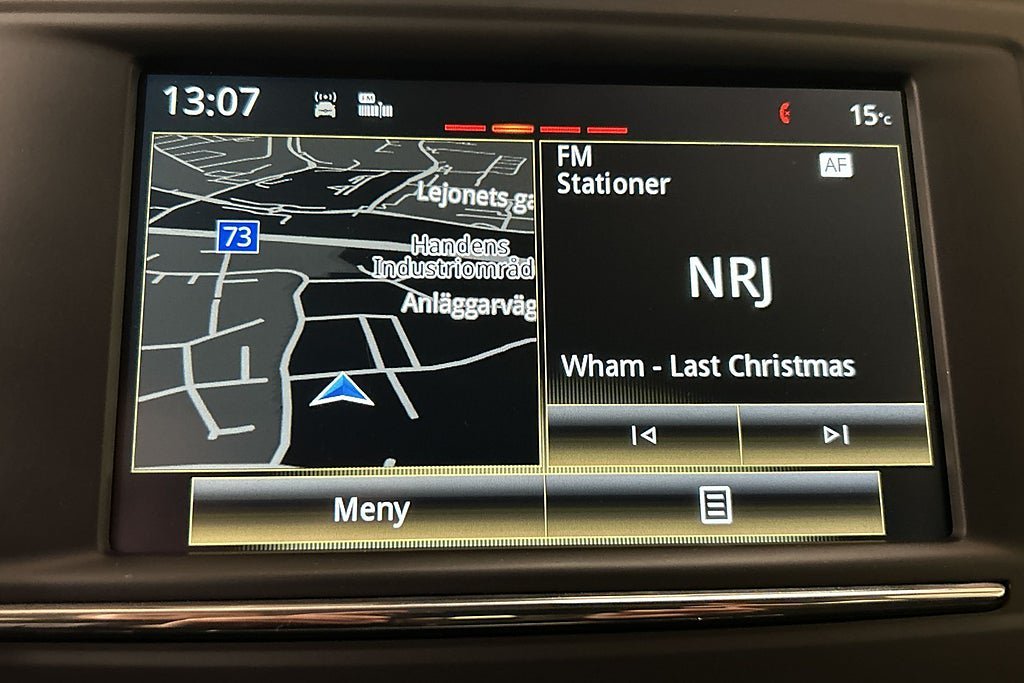 13:07
15°C
Lejonets ga
73
Handens
Industriområd
Anläggarväg
FM
Stationer
AF
NRJ
Wham - Last Christmas
Meny